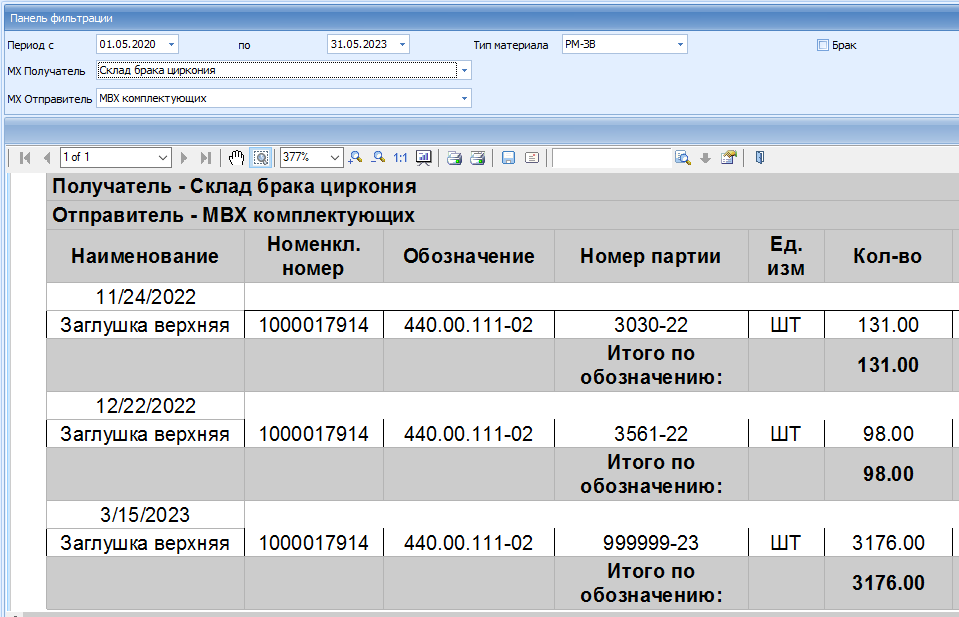 Панель фильтрации
Период с 01.05.2020 по 31.05.2023 Тип материала РМ-ЗВ Брак
МХ Получатель Склад брака циркония
МХ Отправитель МВХ комплектующих
1 of 1 377% 1:1
Получатель - Склад брака циркония
Отправитель - МВХ комплектующих
Наименование Номенкл. номер Обозначение Номер партии Ед. изм Кол-во
11/24/2022
Заглушка верхняя 1000017914 440.00.111-02 3030-22 ШТ 131.00
Итого по обозначению: 131.00
12/22/2022
Заглушка верхняя 1000017914 440.00.111-02 3561-22 ШТ 98.00
Итого по обозначению: 98.00
3/15/2023
Заглушка верхняя 1000017914 440.00.111-02 999999-23 ШТ 3176.00
Итого по обозначению: 3176.00